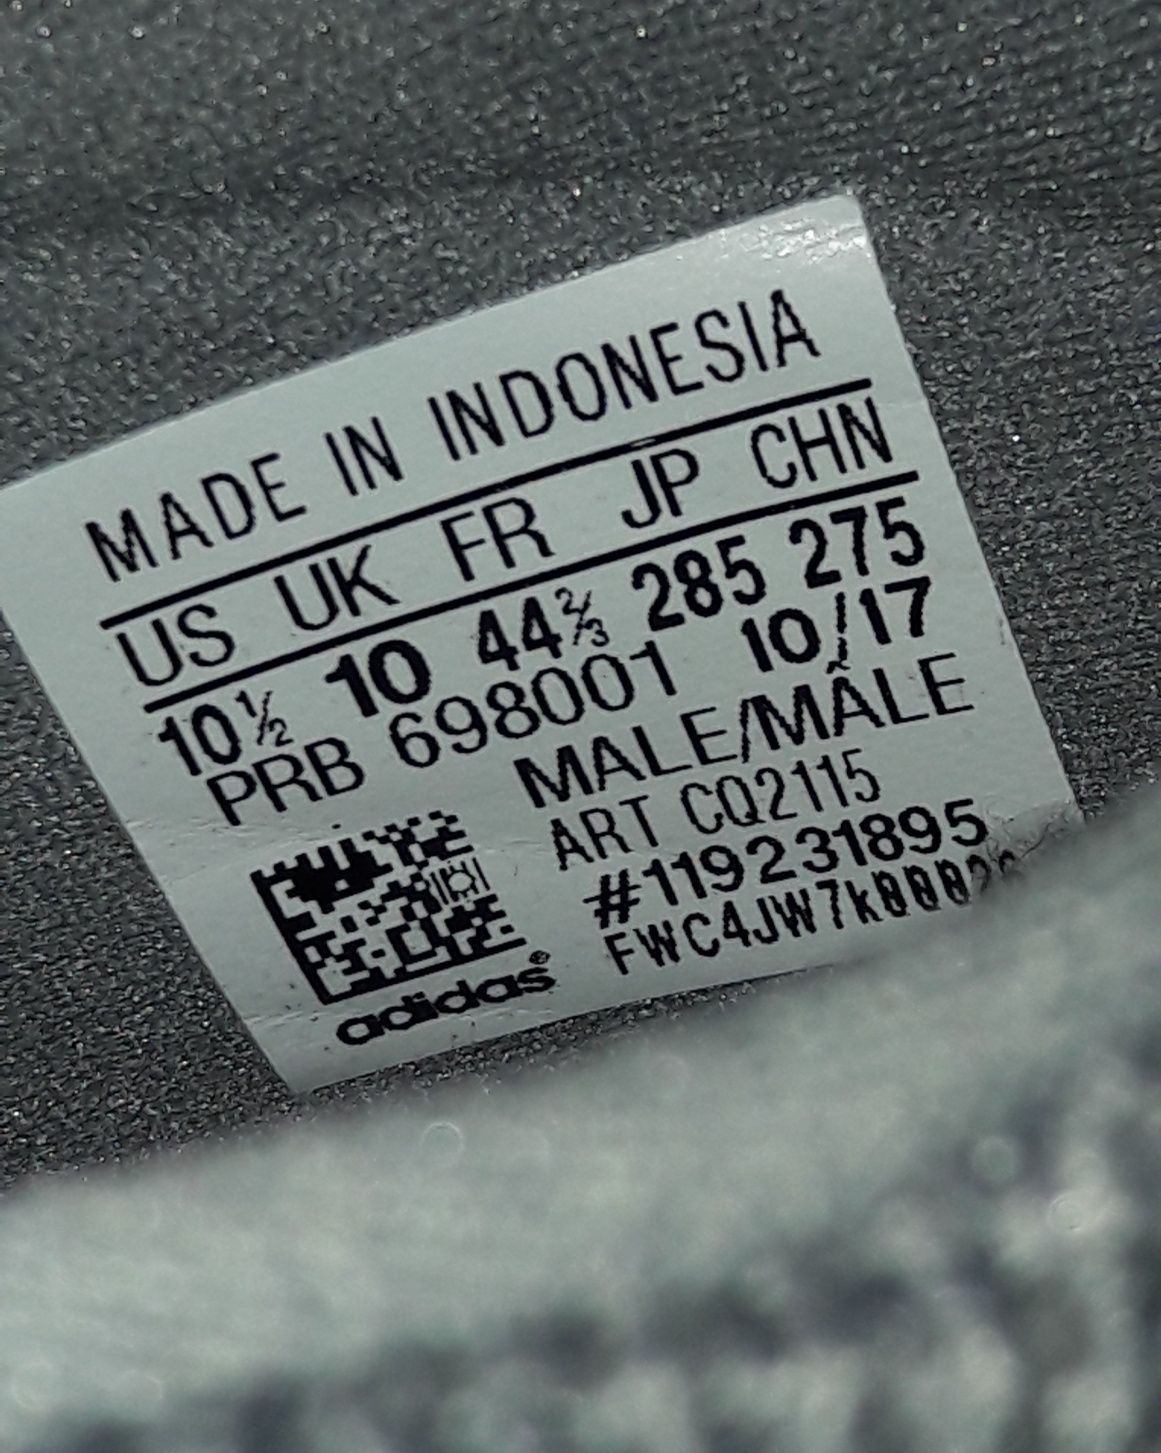 MADE IN INDONESIA
US UK FR JP CHN
10½ 10 44⅔ 285 275
PRB 698001 10/17
MALE/MÂLE
ART CQ2115
#119231895
adidas®